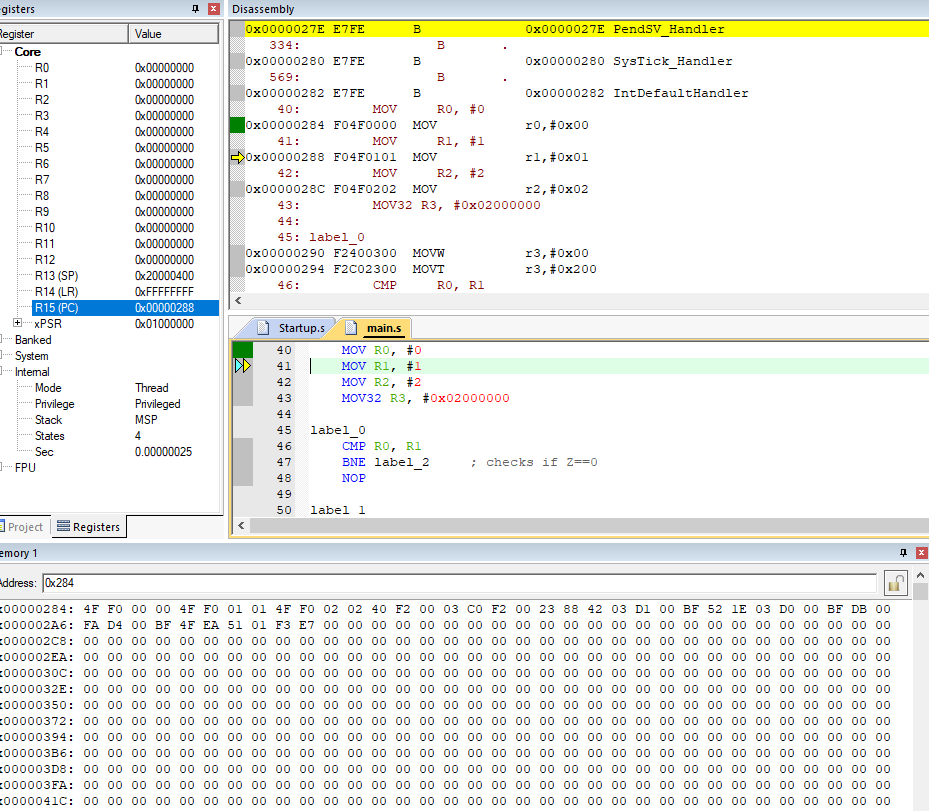 egisters
Register Value
Core
R0 0x00000000
R1 0x00000000
R2 0x00000000
R3 0x00000000
R4 0x00000000
R5 0x00000000
R6 0x00000000
R7 0x00000000
R8 0x00000000
R9 0x00000000
R10 0x00000000
R11 0x00000000
R12 0x00000000
R13 (SP) 0x20000400
R14 (LR) 0xFFFFFFFF
R15 (PC) 0x00000288
xPSR 0x01000000
Banked
System
Internal
Mode Thread
Privilege Privileged
Stack MSP
States 4
Sec 0.00000025
FPU
Project Registers
Disassembly
0x0000027E E7FE B 0x0000027E PendSV_Handler
334: B .
0x00000280 E7FE B 0x00000280 SysTick_Handler
569: B .
0x00000282 E7FE B 0x00000282 IntDefaultHandler
40: MOV R0, #0
0x00000284 F04F0000 MOV r0,#0x00
41: MOV R1, #1
0x00000288 F04F0101 MOV r1,#0x01
42: MOV R2, #2
0x0000028C F04F0202 MOV r2,#0x02
43: MOV32 R3, #0x02000000
44:
45: label_0
0x00000290 F2400300 MOVW r3,#0x00
0x00000294 F2C02300 MOVT r3,#0x200
46: CMP R0, R1
Startup.s main.s
40 MOV R0, #0
41 MOV R1, #1
42 MOV R2, #2
43 MOV32 R3, #0x02000000
44
45 label_0
46 CMP R0, R1
47 BNE label_2 ; checks if Z==0
48 NOP
49
50 label_1
emory 1
Address: 0x284
x00000284: 4F F0 00 00 4F F0 01 01 4F F0 02 02 40 F2 00 03 C0 F2 00 23 88 42 03 D1 00 BF 52 1E 03 D0 00 BF DB 00
x000002A6: FA D4 00 BF 4F EA 51 01 F3 E7 00 00 00 00 00 00 00 00 00 00 00 00 00 00 00 00 00 00 00 00 00 00 00 00
x000002C8: 00 00 00 00 00 00 00 00 00 00 00 00 00 00 00 00 00 00 00 00 00 00 00 00 00 00 00 00 00 00 00 00 00 00
x000002EA: 00 00 00 00 00 00 00 00 00 00 00 00 00 00 00 00 00 00 00 00 00 00 00 00 00 00 00 00 00 00 00 00 00 00
x0000030C: 00 00 00 00 00 00 00 00 00 00 00 00 00 00 00 00 00 00 00 00 00 00 00 00 00 00 00 00 00 00 00 00 00 00
x0000032E: 00 00 00 00 00 00 00 00 00 00 00 00 00 00 00 00 00 00 00 00 00 00 00 00 00 00 00 00 00 00 00 00 00 00
x00000350: 00 00 00 00 00 00 00 00 00 00 00 00 00 00 00 00 00 00 00 00 00 00 00 00 00 00 00 00 00 00 00 00 00 00
x00000372: 00 00 00 00 00 00 00 00 00 00 00 00 00 00 00 00 00 00 00 00 00 00 00 00 00 00 00 00 00 00 00 00 00 00
x00000394: 00 00 00 00 00 00 00 00 00 00 00 00 00 00 00 00 00 00 00 00 00 00 00 00 00 00 00 00 00 00 00 00 00 00
x000003B6: 00 00 00 00 00 00 00 00 00 00 00 00 00 00 00 00 00 00 00 00 00 00 00 00 00 00 00 00 00 00 00 00 00 00
x000003D8: 00 00 00 00 00 00 00 00 00 00 00 00 00 00 00 00 00 00 00 00 00 00 00 00 00 00 00 00 00 00 00 00 00 00
x000003FA: 00 00 00 00 00 00 00 00 00 00 00 00 00 00 00 00 00 00 00 00 00 00 00 00 00 00 00 00 00 00 00 00 00 00
x0000041C: 00 00 00 00 00 00 00 00 00 00 00 00 00 00 00 00 00 00 00 00 00 00 00 00 00 00 00 00 00 00 00 00 00 00